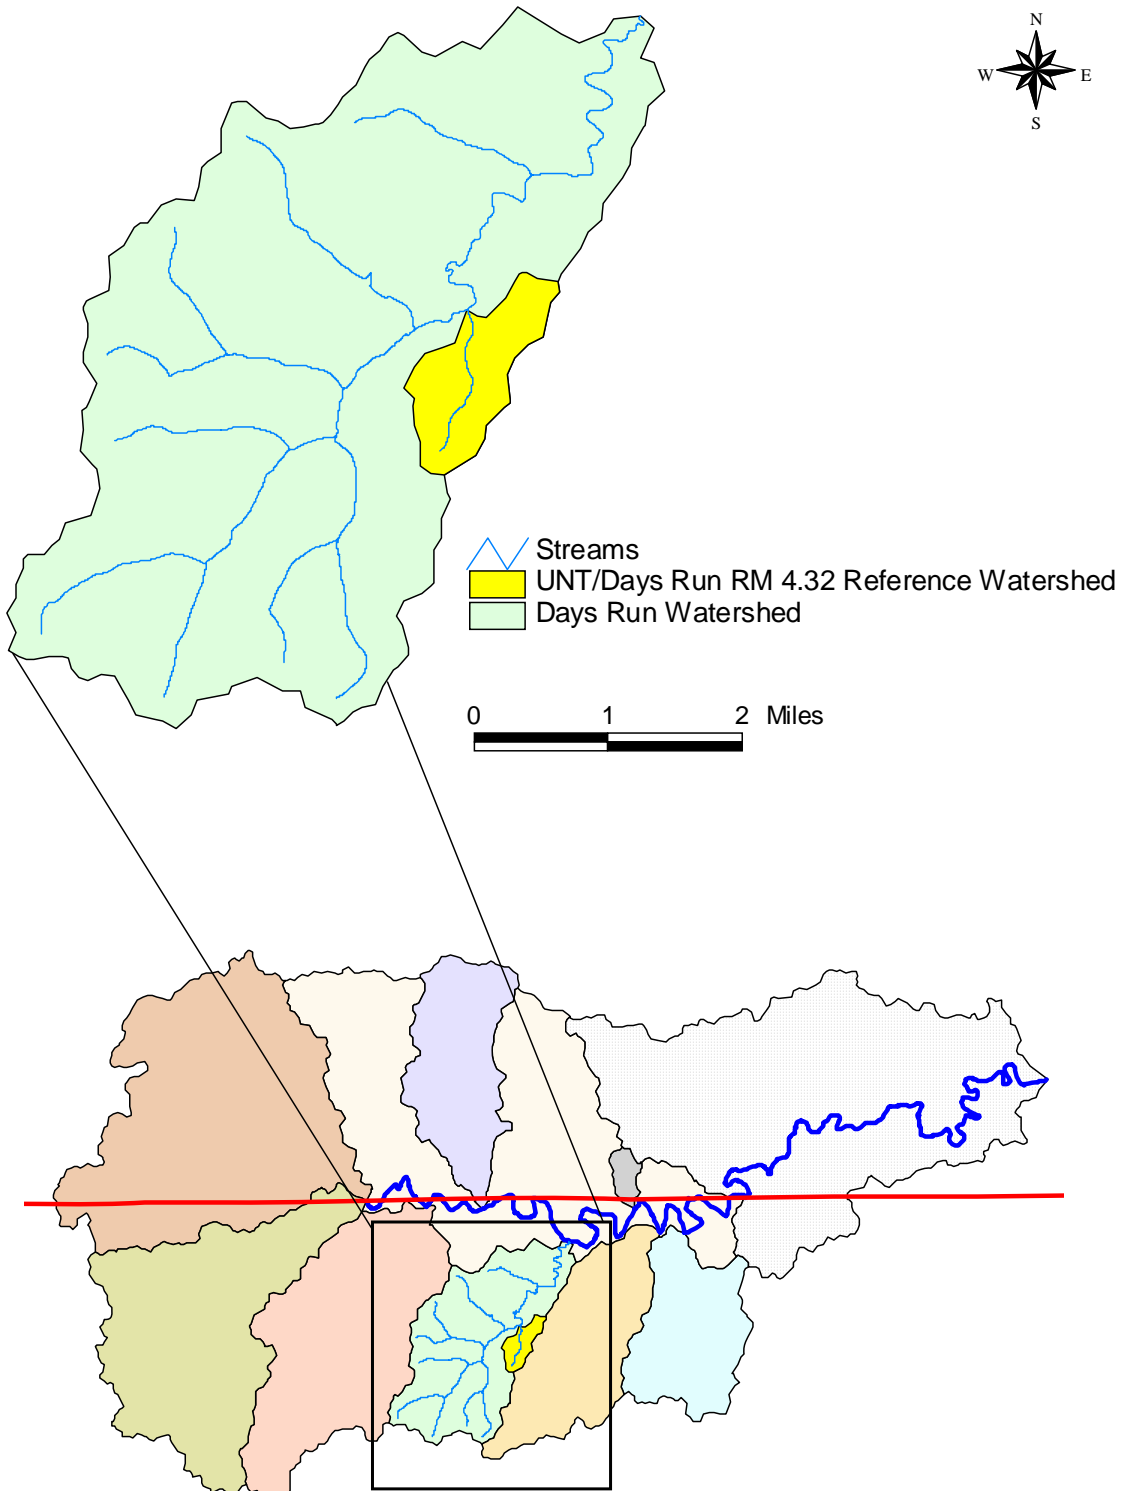 N
W E
S
Streams
UNT/Days Run RM 4.32 Reference Watershed
Days Run Watershed
0 1 2 Miles